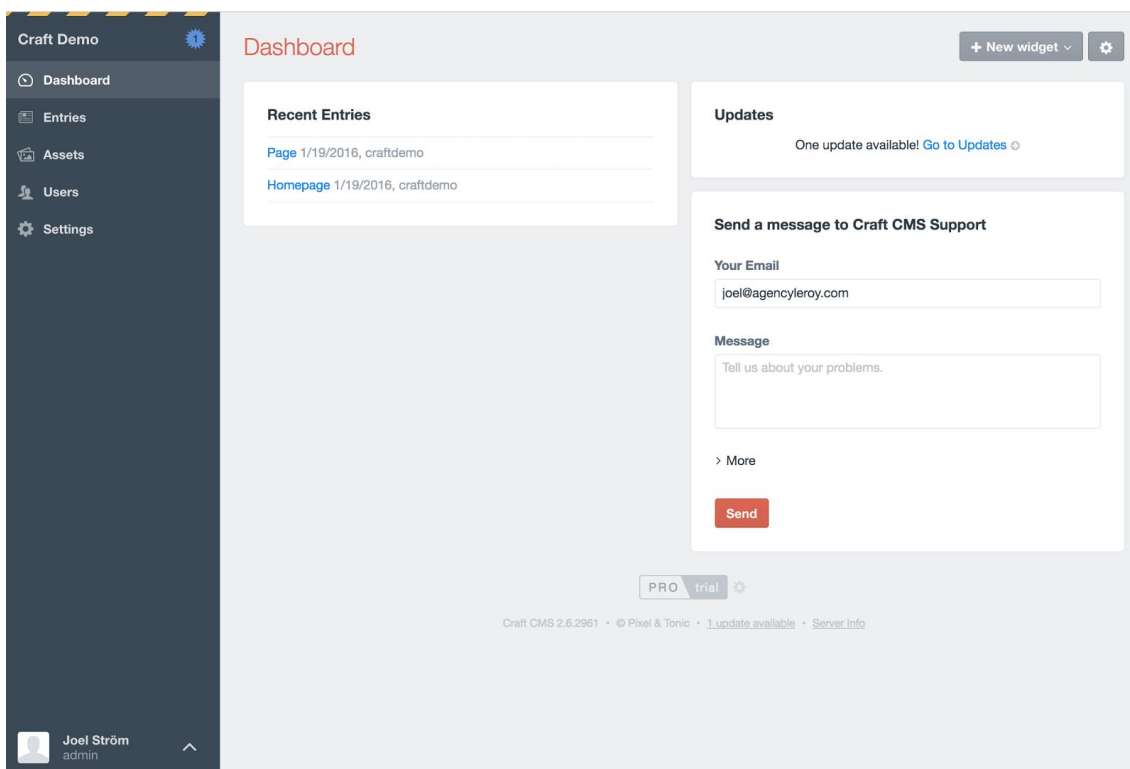 Craft Demo
1
Dashboard
Entries
Assets
Users
Settings
Joel Ström
admin
Dashboard
+ New widget
Recent Entries
Page 1/19/2016, craftdemo
Homepage 1/19/2016, craftdemo
Updates
One update available! Go to Updates
Send a message to Craft CMS Support
Your Email
joel@agencyleroy.com
Message
Tell us about your problems.
> More
Send
PRO trial
Craft CMS 2.6.2961 • © Pixel & Tonic • 1 update available • Server Info